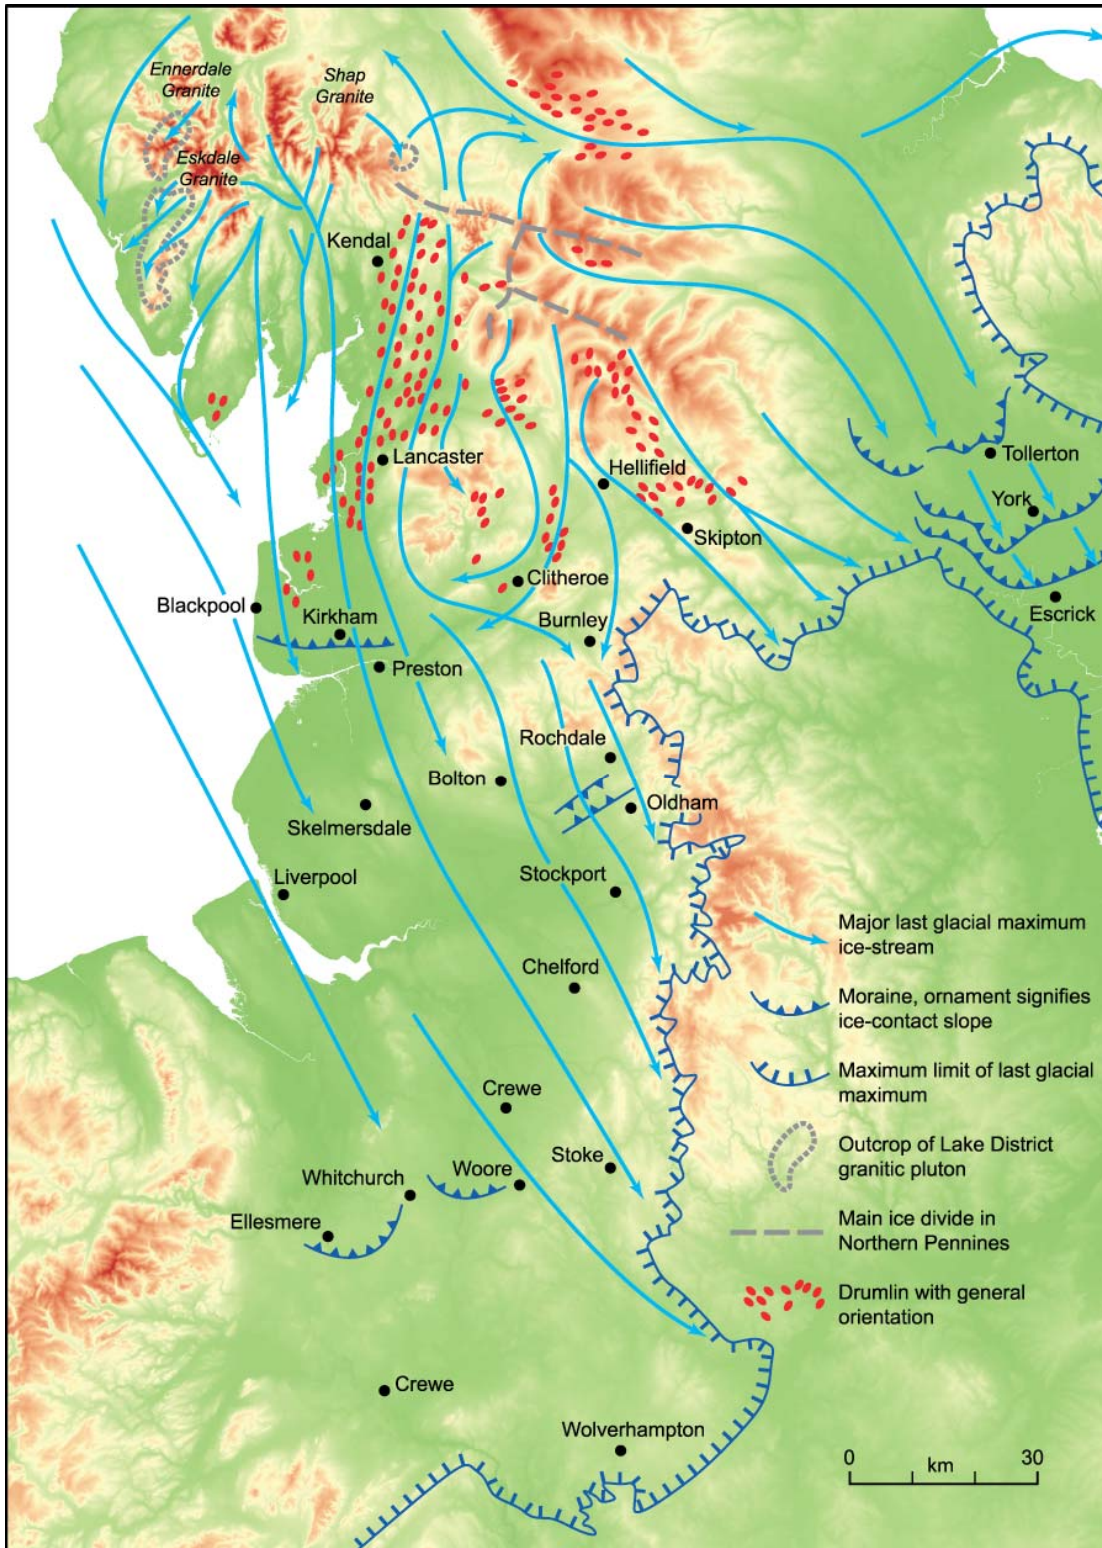 Ennerdale
Granite
Shap
Granite
Eskdale
Granite
Kendal
Lancaster
Hellifield
Tollerton
York
Skipton
Clitheroe
Blackpool
Kirkham
Burnley
Escrick
Preston
Rochdale
Bolton
Oldham
Skelmersdale
Liverpool
Stockport
Chelford
Crewe
Stoke
Woore
Whitchurch
Ellesmere
Crewe
Wolverhampton
Major last glacial maximum
ice-stream
Moraine, ornament signifies
ice-contact slope
Maximum limit of last glacial
maximum
Outcrop of Lake District
granitic pluton
Main ice divide in
Northern Pennines
Drumlin with general
orientation
0 km 30